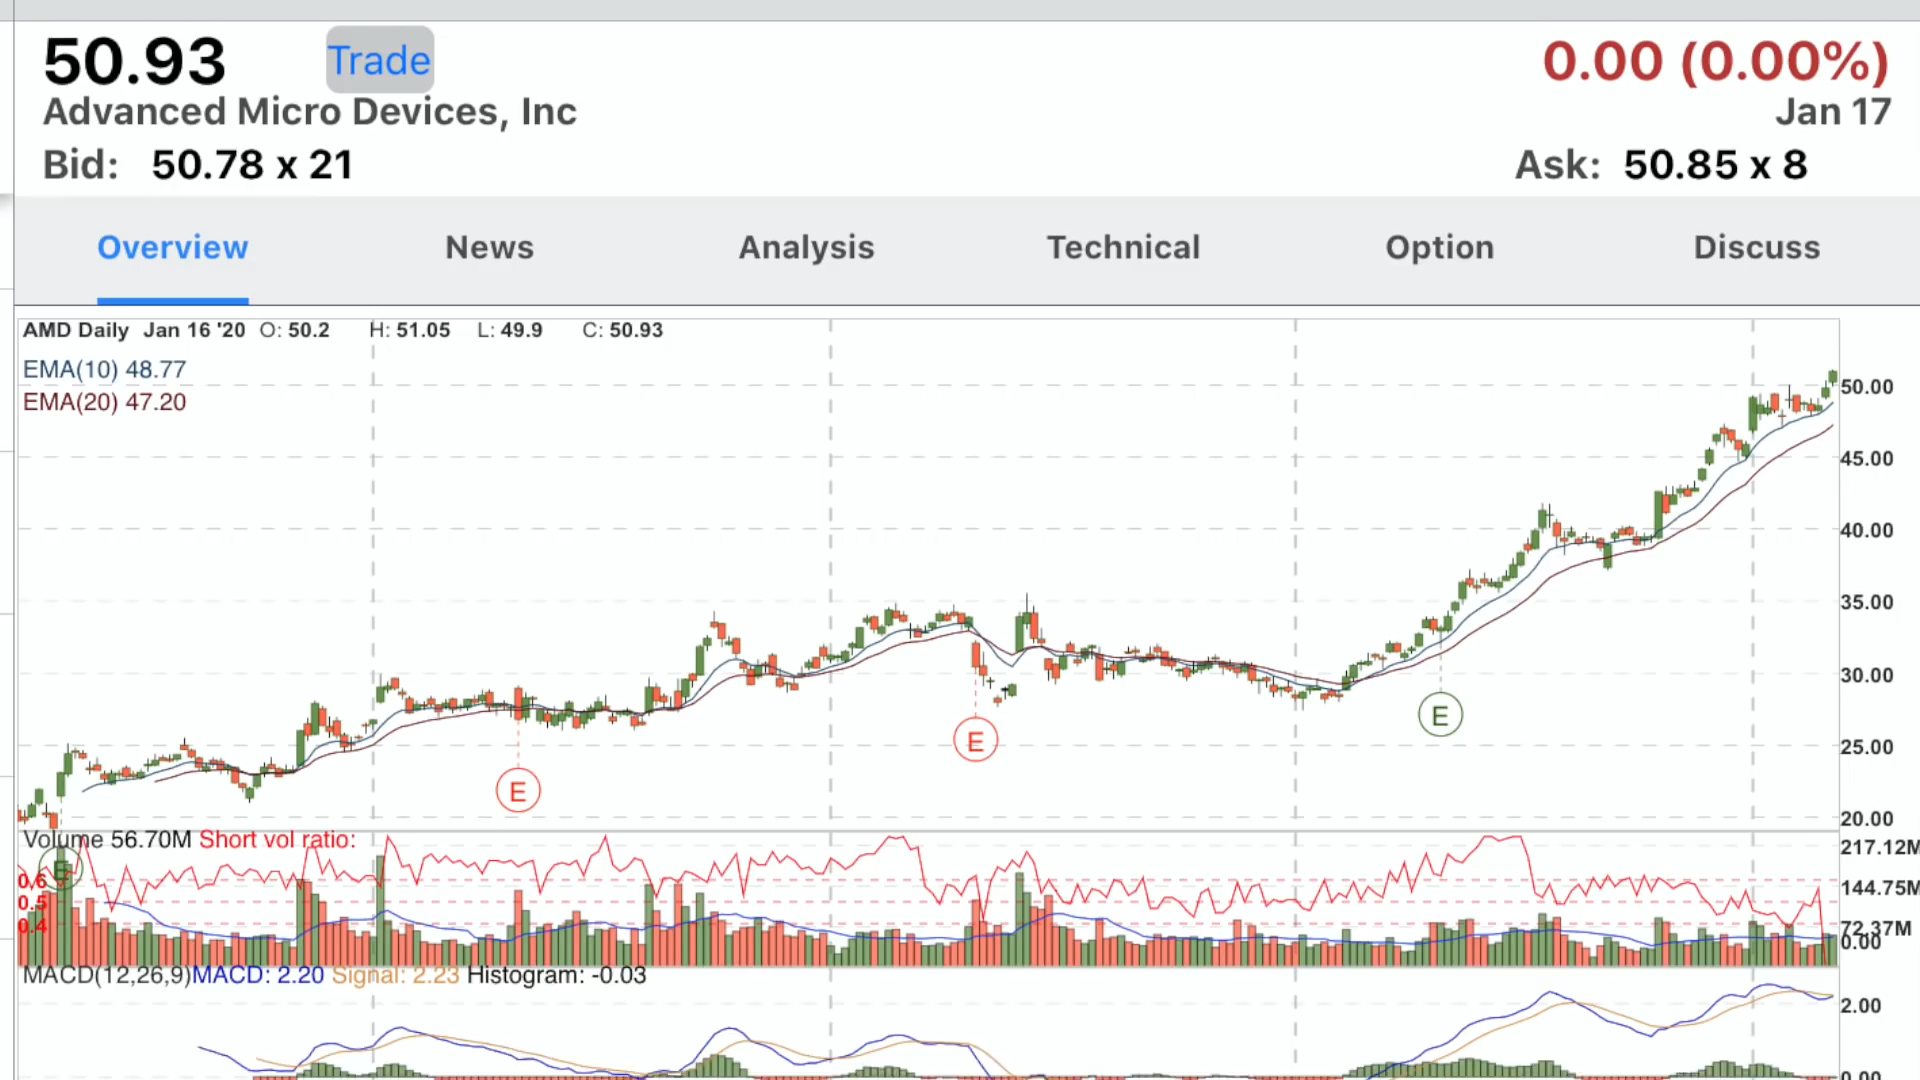 50.93 Trade 0.00 (0.00%)
Advanced Micro Devices, Inc Jan 17
Bid: 50.78 x 21 Ask: 50.85 x 8
Overview News Analysis Technical Option Discuss
AMD Daily Jan 16 '20 O: 50.2 H: 51.05 L: 49.9 C: 50.93
EMA(10) 48.77
50.00
EMA(20) 47.20
45.00
40.00
35.00
30.00
E
E
25.00
E
20.00
Volume 56.70M Short vol ratio:
217.12M
E
0.6
144.75M
0.5
0.4
72.37M
0.00
MACD(12,26,9)MACD: 2.20 Signal: 2.23 Histogram: -0.03
2.00
0.00